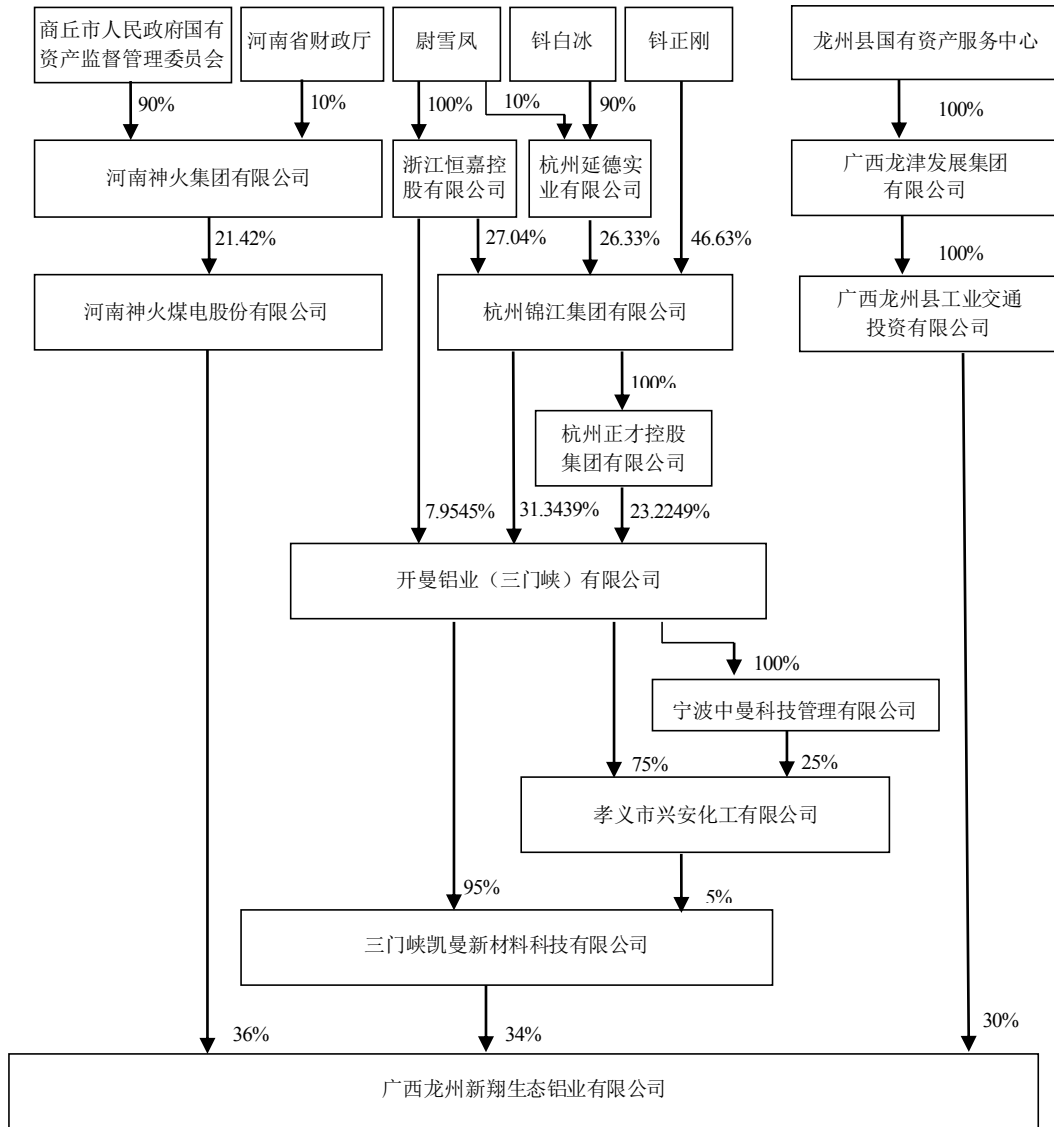 商丘市人民政府国有
资产监督管理委员会
河南省财政厅
尉雪凤
钭白冰
钭正刚
龙州县国有资产服务中心
90%
10%
100%
10%
90%
100%
河南神火集团有限公司
浙江恒嘉控
股有限公司
杭州延德实
业有限公司
广西龙津发展集团
有限公司
21.42%
27.04%
26.33%
46.63%
100%
河南神火煤电股份有限公司
杭州锦江集团有限公司
广西龙州县工业交通
投资有限公司
100%
杭州正才控股
集团有限公司
7.9545%
31.3439%
23.2249%
开曼铝业（三门峡）有限公司
100%
宁波中曼科技管理有限公司
75%
25%
孝义市兴安化工有限公司
95%
5%
三门峡凯曼新材料科技有限公司
36%
34%
30%
广西龙州新翔生态铝业有限公司